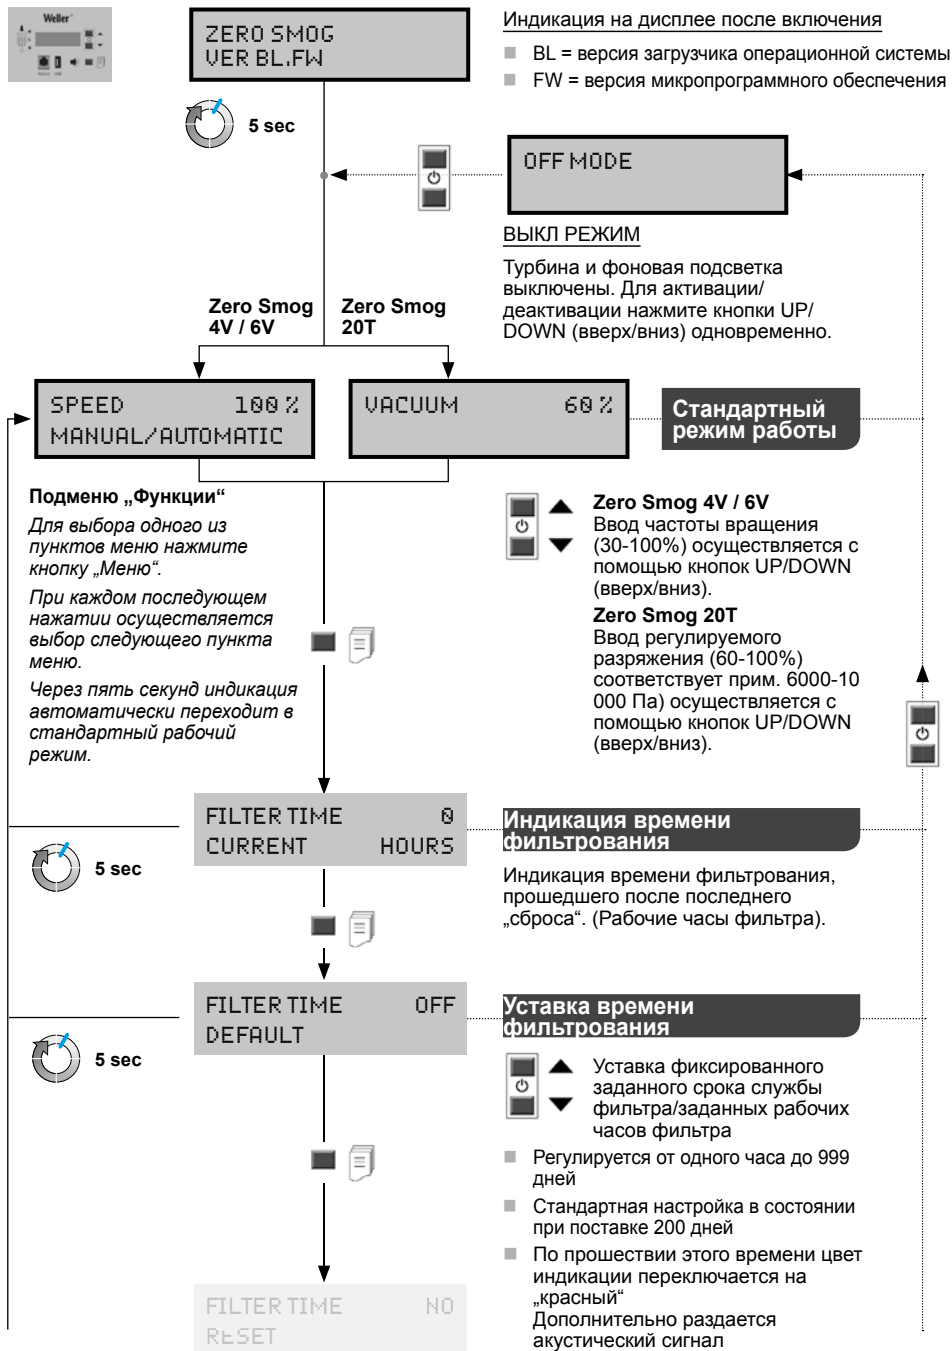 Weller
ZERO SMOG
VER BL.FW
Индикация на дисплее после включения
BL = версия загрузчика операционной системы
FW = версия микропрограммного обеспечения
5 sec
OFF MODE
ВЫКЛ РЕЖИМ
Турбина и фоновая подсветка
выключены. Для активации/
деактивации нажмите кнопки UP/
DOWN (вверх/вниз) одновременно.
Zero Smog
4V / 6V
Zero Smog
20T
SPEED 100 %
MANUAL/AUTOMATIC
VACUUM 60 %
Стандартный
режим работы
Подменю „Функции“
Для выбора одного из
пунктов меню нажмите
кнопку „Меню“.
При каждом последующем
нажатии осуществляется
выбор следующего пункта
меню.
Через пять секунд индикация
автоматически переходит в
стандартный рабочий
режим.
Zero Smog 4V / 6V
Ввод частоты вращения
(30-100%) осуществляется с
помощью кнопок UP/DOWN
(вверх/вниз).
Zero Smog 20T
Ввод регулируемого
разряжения (60-100%)
соответствует прим. 6000-10
000 Па) осуществляется с
помощью кнопок UP/DOWN
(вверх/вниз).
FILTER TIME 0
CURRENT HOURS
5 sec
Индикация времени
фильтрования
Индикация времени фильтрования,
прошедшего после последнего
„сброса“. (Рабочие часы фильтра).
FILTER TIME OFF
DEFAULT
5 sec
Уставка времени
фильтрования
Уставка фиксированного
заданного срока службы
фильтра/заданных рабочих
часов фильтра
Регулируется от одного часа до 999
дней
Стандартная настройка в состоянии
при поставке 200 дней
По прошествии этого времени цвет
индикации переключается на
„красный“
Дополнительно раздается
акустический сигнал
FILTER TIME NO
RESET